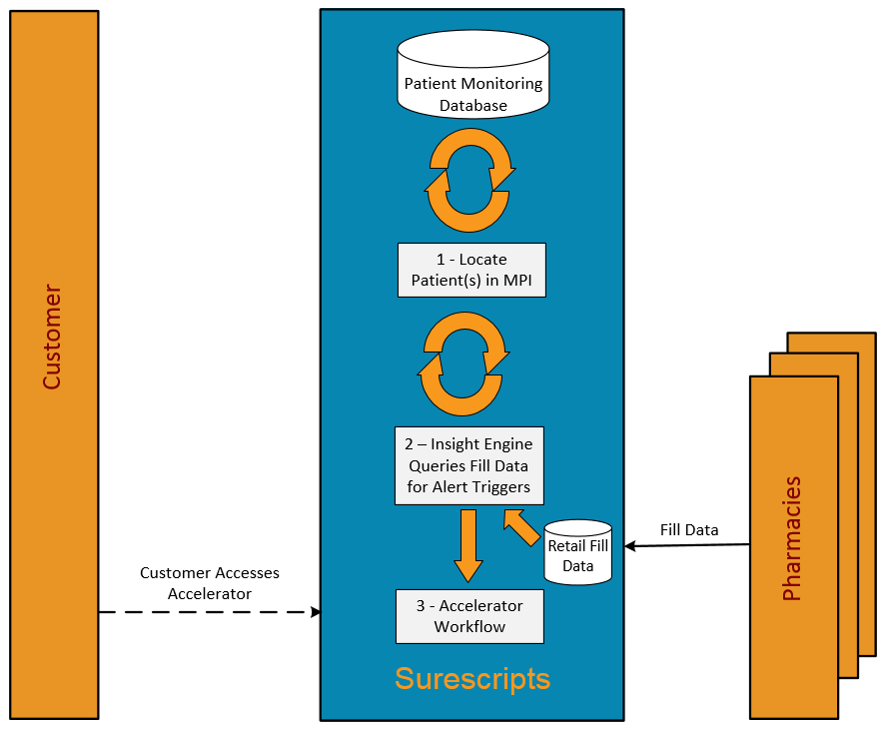 Patient Monitoring
Database
1 - Locate
Patient(s) in MPI
Customer
2 – Insight Engine
Queries Fill Data
for Alert Triggers
Retail Fill
Data
Fill Data
Pharmacies
Customer Accesses
Accelerator
3 - Accelerator
Workflow
Surescripts